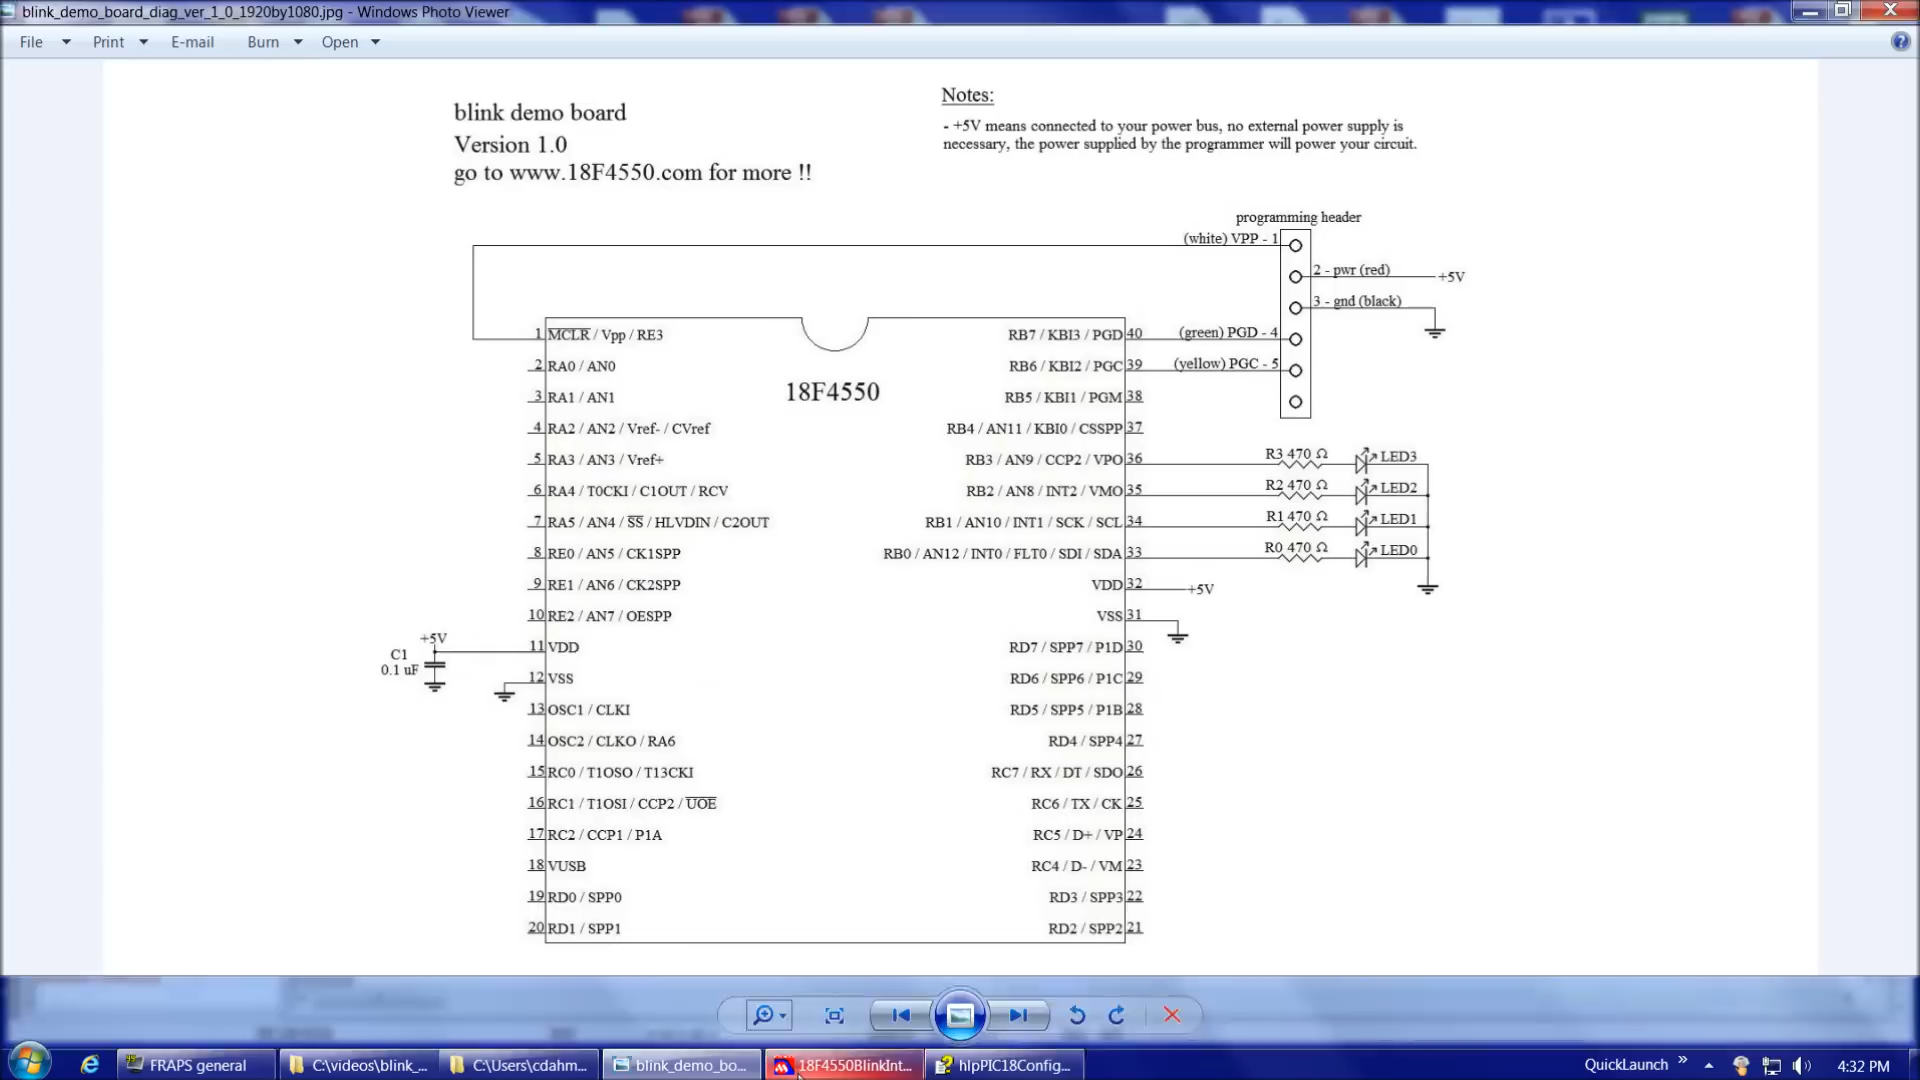 blink_demo_board_diag_ver_1_0_1920by1080.jpg - Windows Photo Viewer
File Print E-mail Burn Open
blink demo board
Version 1.0
go to www.18F4550.com for more !!
Notes:
- +5V means connected to your power bus, no external power supply is
necessary, the power supplied by the programmer will power your circuit.
programming header
(white) VPP - 1
2 - pwr (red) +5V
3 - gnd (black)
(green) PGD - 4
(yellow) PGC - 5
18F4550
1 MCLR / Vpp / RE3
2 RA0 / AN0
3 RA1 / AN1
4 RA2 / AN2 / Vref- / CVref
5 RA3 / AN3 / Vref+
6 RA4 / T0CKI / C1OUT / RCV
7 RA5 / AN4 / SS / HLVDIN / C2OUT
8 RE0 / AN5 / CK1SPP
9 RE1 / AN6 / CK2SPP
10 RE2 / AN7 / OESPP
11 VDD
12 VSS
13 OSC1 / CLKI
14 OSC2 / CLKO / RA6
15 RC0 / T1OSO / T13CKI
16 RC1 / T1OSI / CCP2 / UOE
17 RC2 / CCP1 / P1A
18 VUSB
19 RD0 / SPP0
20 RD1 / SPP1
+5V
C1
0.1 uF
RB7 / KBI3 / PGD 40
RB6 / KBI2 / PGC 39
RB5 / KBI1 / PGM 38
RB4 / AN11 / KBI0 / CSSPP 37
RB3 / AN9 / CCP2 / VPO 36
RB2 / AN8 / INT2 / VMO 35
RB1 / AN10 / INT1 / SCK / SCL 34
RB0 / AN12 / INT0 / FLT0 / SDI / SDA 33
VDD 32 +5V
VSS 31
RD7 / SPP7 / P1D 30
RD6 / SPP6 / P1C 29
RD5 / SPP5 / P1B 28
RD4 / SPP4 27
RC7 / RX / DT / SDO 26
RC6 / TX / CK 25
RC5 / D+ / VP 24
RC4 / D- / VM 23
RD3 / SPP3 22
RD2 / SPP2 21
R3 470 Ω LED3
R2 470 Ω LED2
R1 470 Ω LED1
R0 470 Ω LED0
FRAPS general C:\videos\blink_... C:\Users\cdahm... blink_demo_bo... 18F4550BlinkInt... hlpPIC18Config... QuickLaunch » 4:32 PM